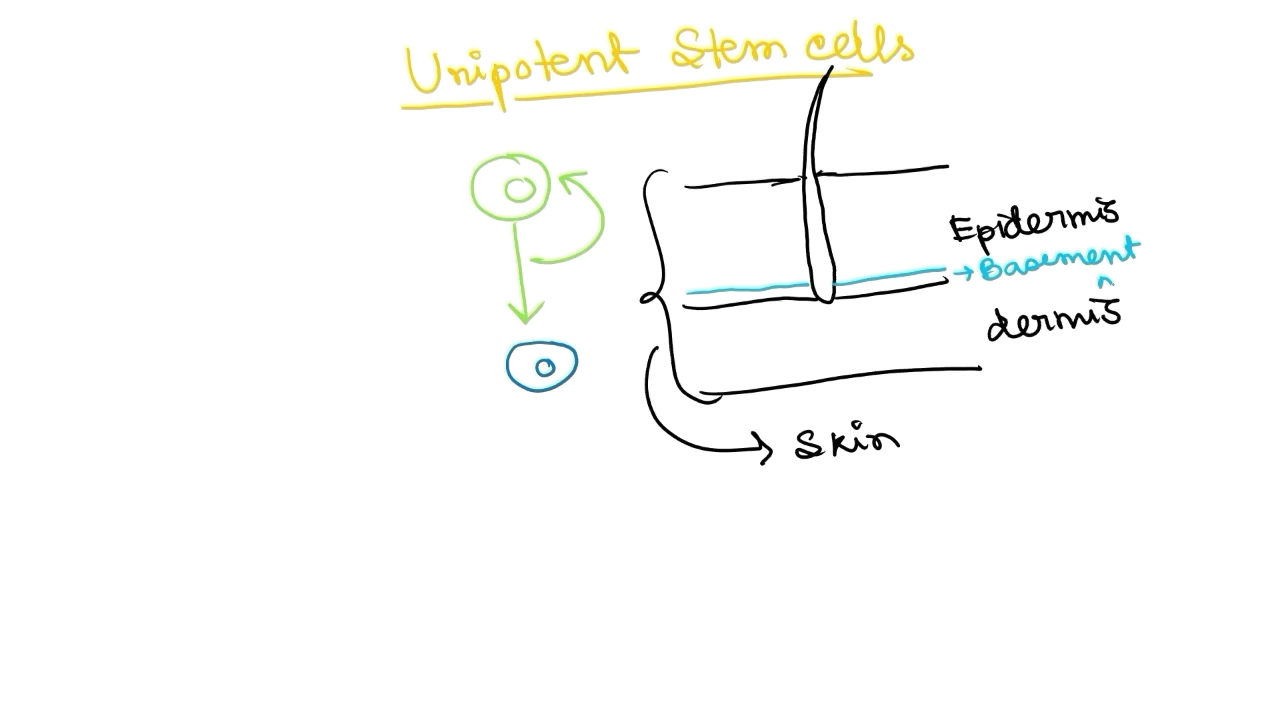 Unipotent Stem cells
Epidermis
Basement
dermis
Skin